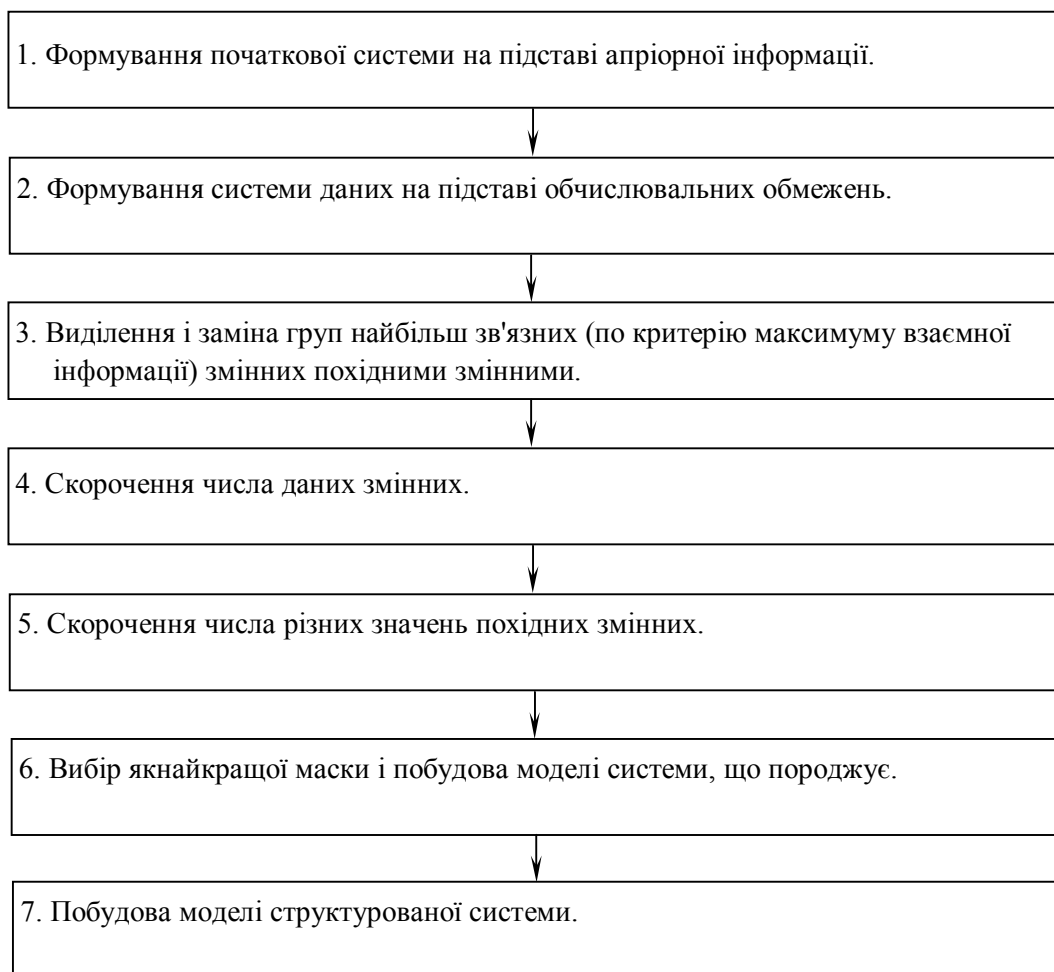 1. Формування початкової системи на підставі апріорної інформації.
2. Формування системи даних на підставі обчислювальних обмежень.
3. Виділення і заміна груп найбільш зв'язних (по критерію максимуму взаємної
інформації) змінних похідними змінними.
4. Скорочення числа даних змінних.
5. Скорочення числа різних значень похідних змінних.
6. Вибір якнайкращої маски і побудова моделі системи, що породжує.
7. Побудова моделі структурованої системи.